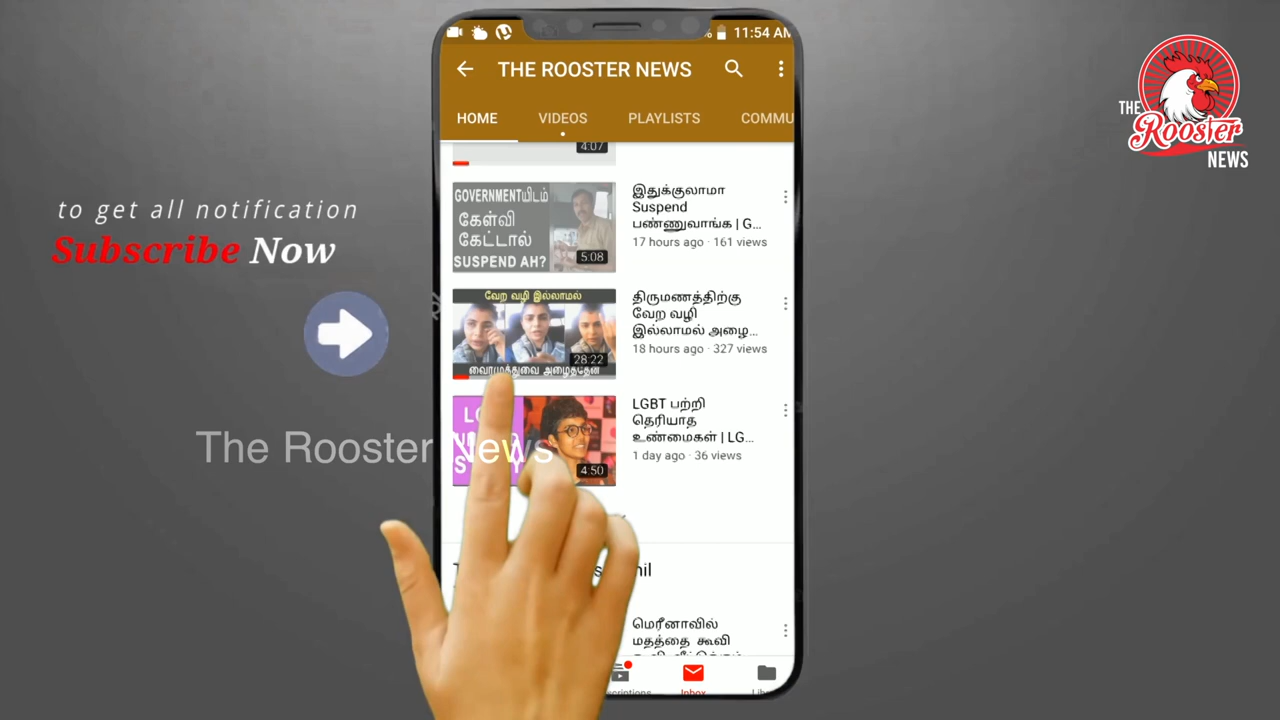 11:54 AM
THE ROOSTER NEWS
HOME VIDEOS PLAYLISTS COMMU
4:07
THE
Rooster
NEWS
to get all notification
Subscribe Now
GOVERNMENTயிடம்
கேள்வி
கேட்டால்
SUSPEND AH?
5:08
இதுக்குலாமா
Suspend
பண்ணுவாங்க | G...
17 hours ago · 161 views
வேற வழி இல்லாமல்
28:22
வைரமுத்துவை அழைத்தேன்
திருமணத்திற்கு
வேற வழி
இல்லாமல் அழை...
18 hours ago · 327 views
4:50
LGBT பற்றி
தெரியாத
உண்மைகள் | LG...
1 day ago · 36 views
The Rooster News
மெரீனாவில்
மதத்தை கூவி
Inbox